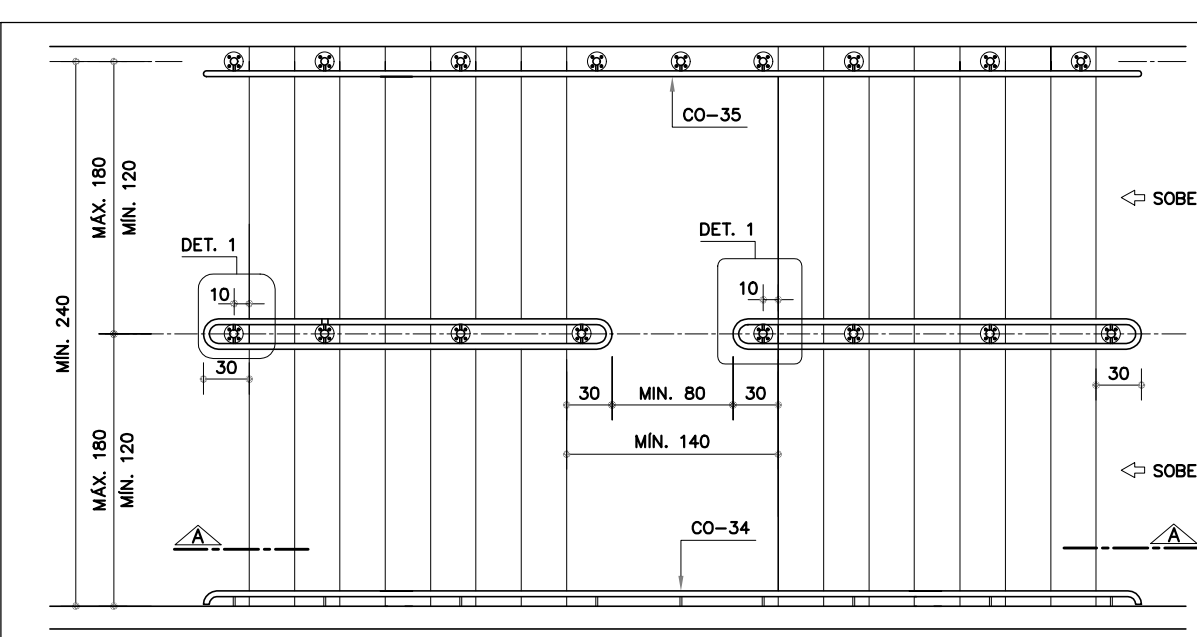 CO-35
MÁX. 180
MÍN. 120
SOBE
DET. 1
DET. 1
10
10
MÍN. 240
30
30
MIN. 80
30
30
MÍN. 140
MÁX. 180
MÍN. 120
SOBE
CO-34
A
A